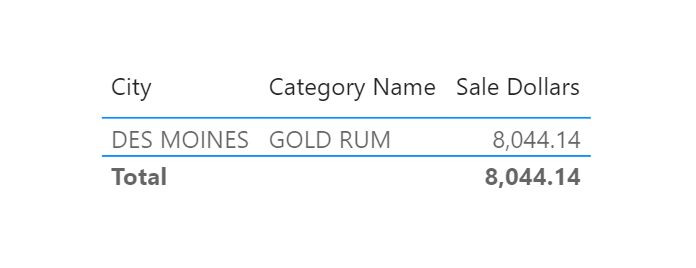 City Category Name Sale Dollars
DES MOINES GOLD RUM 8,044.14
Total 8,044.14